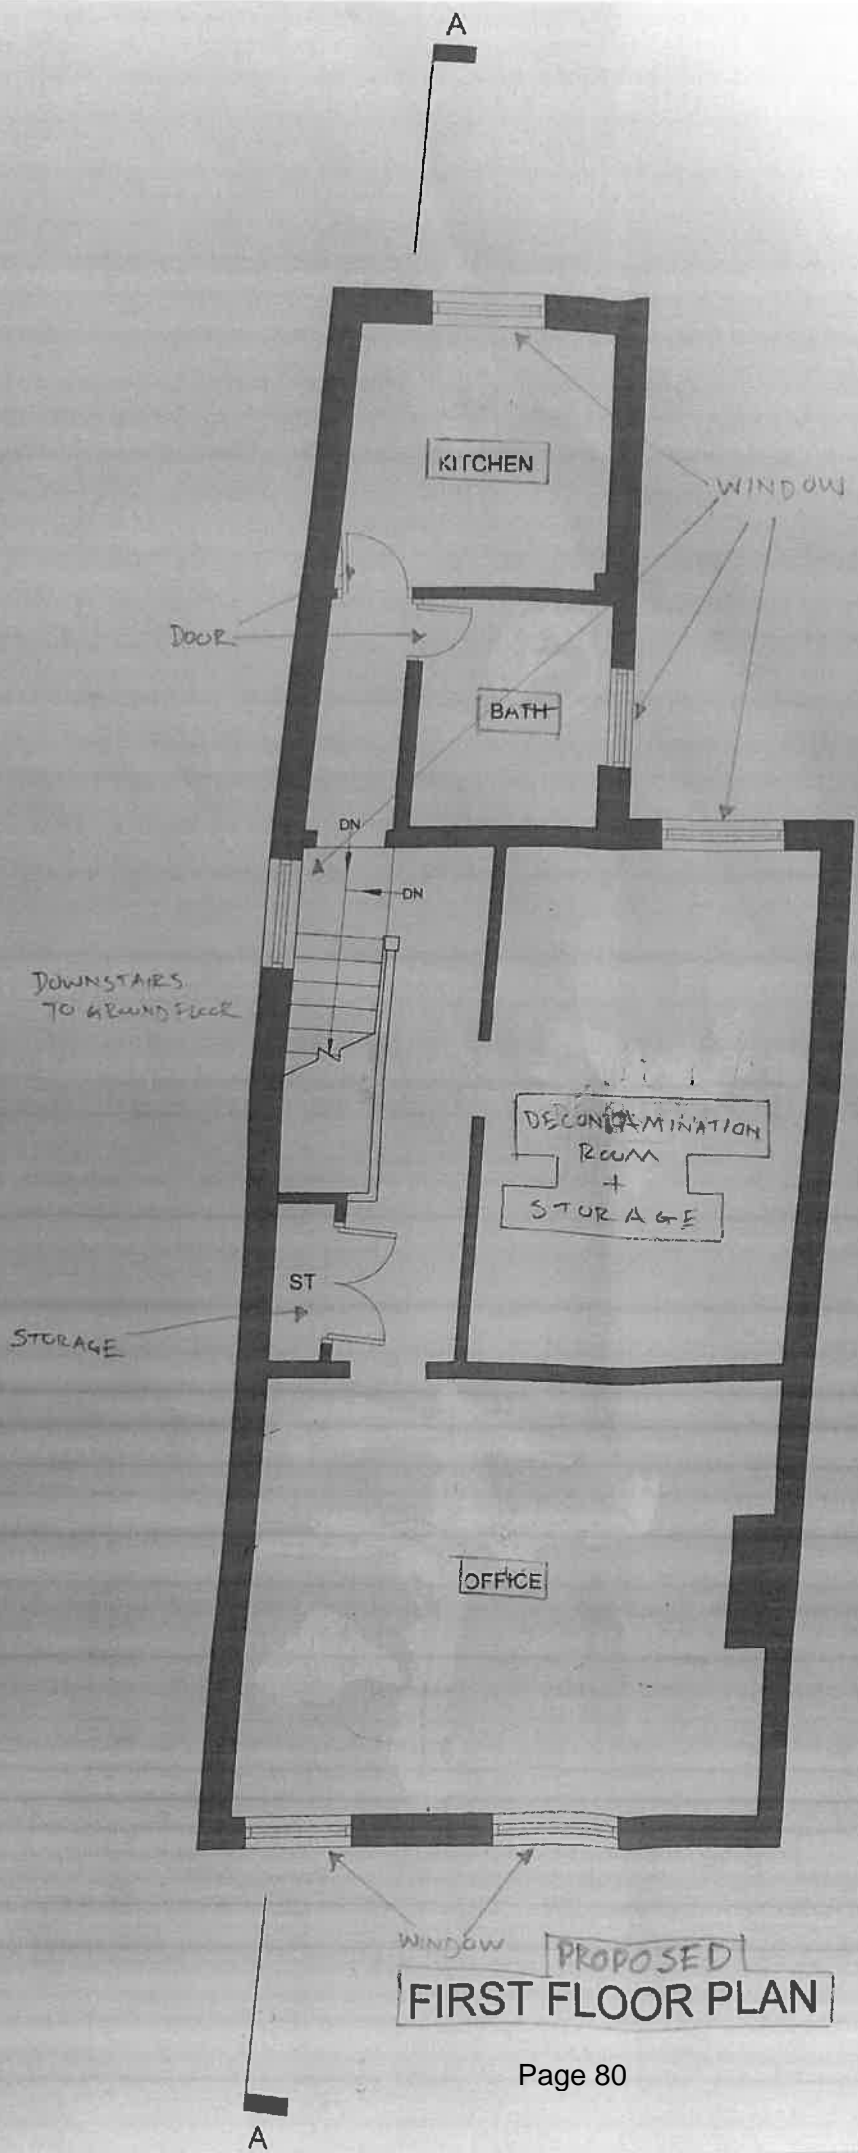 A
KITCHEN
WINDOW
DOOR
BATH
DN
DN
DOWNSTAIRS
TO GROUND FLOOR
DECONTAMINATION
ROOM
+
STORAGE
ST
STORAGE
OFFICE
WINDOW
PROPOSED
FIRST FLOOR PLAN
Page 80
A